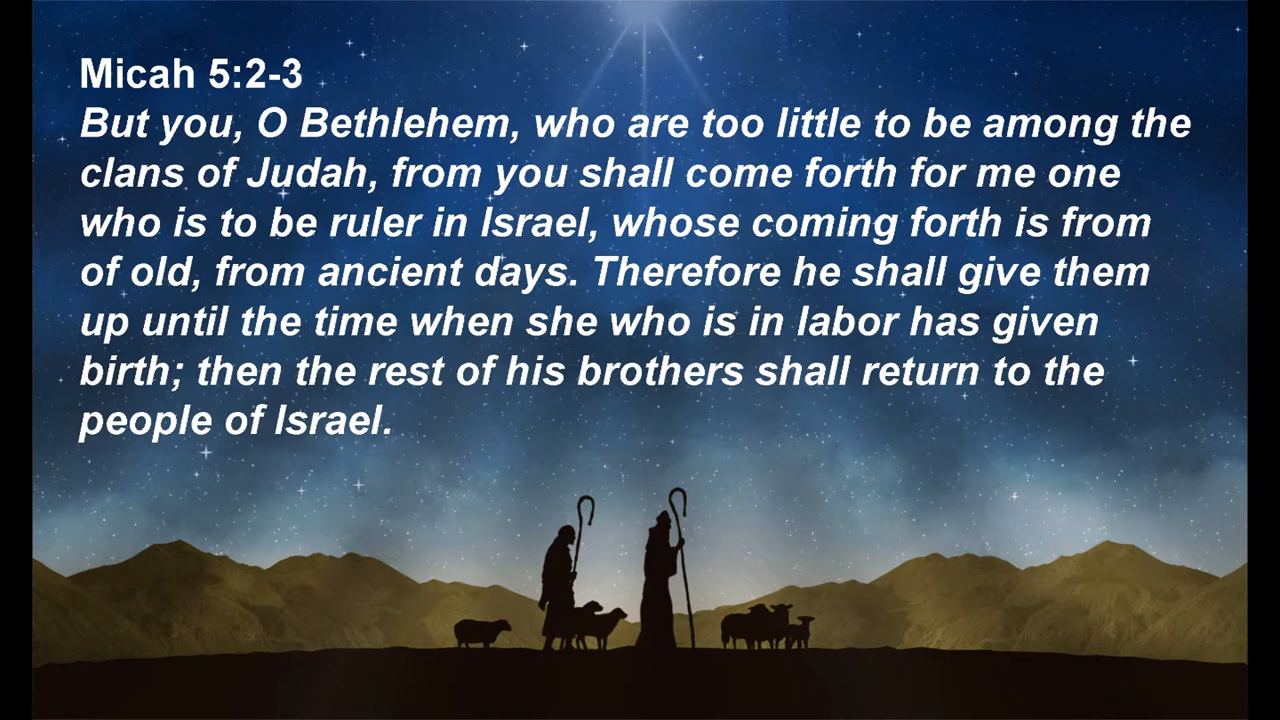 Micah 5:2-3
But you, O Bethlehem, who are too little to be among the
clans of Judah, from you shall come forth for me one
who is to be ruler in Israel, whose coming forth is from
of old, from ancient days. Therefore he shall give them
up until the time when she who is in labor has given
birth; then the rest of his brothers shall return to the
people of Israel.